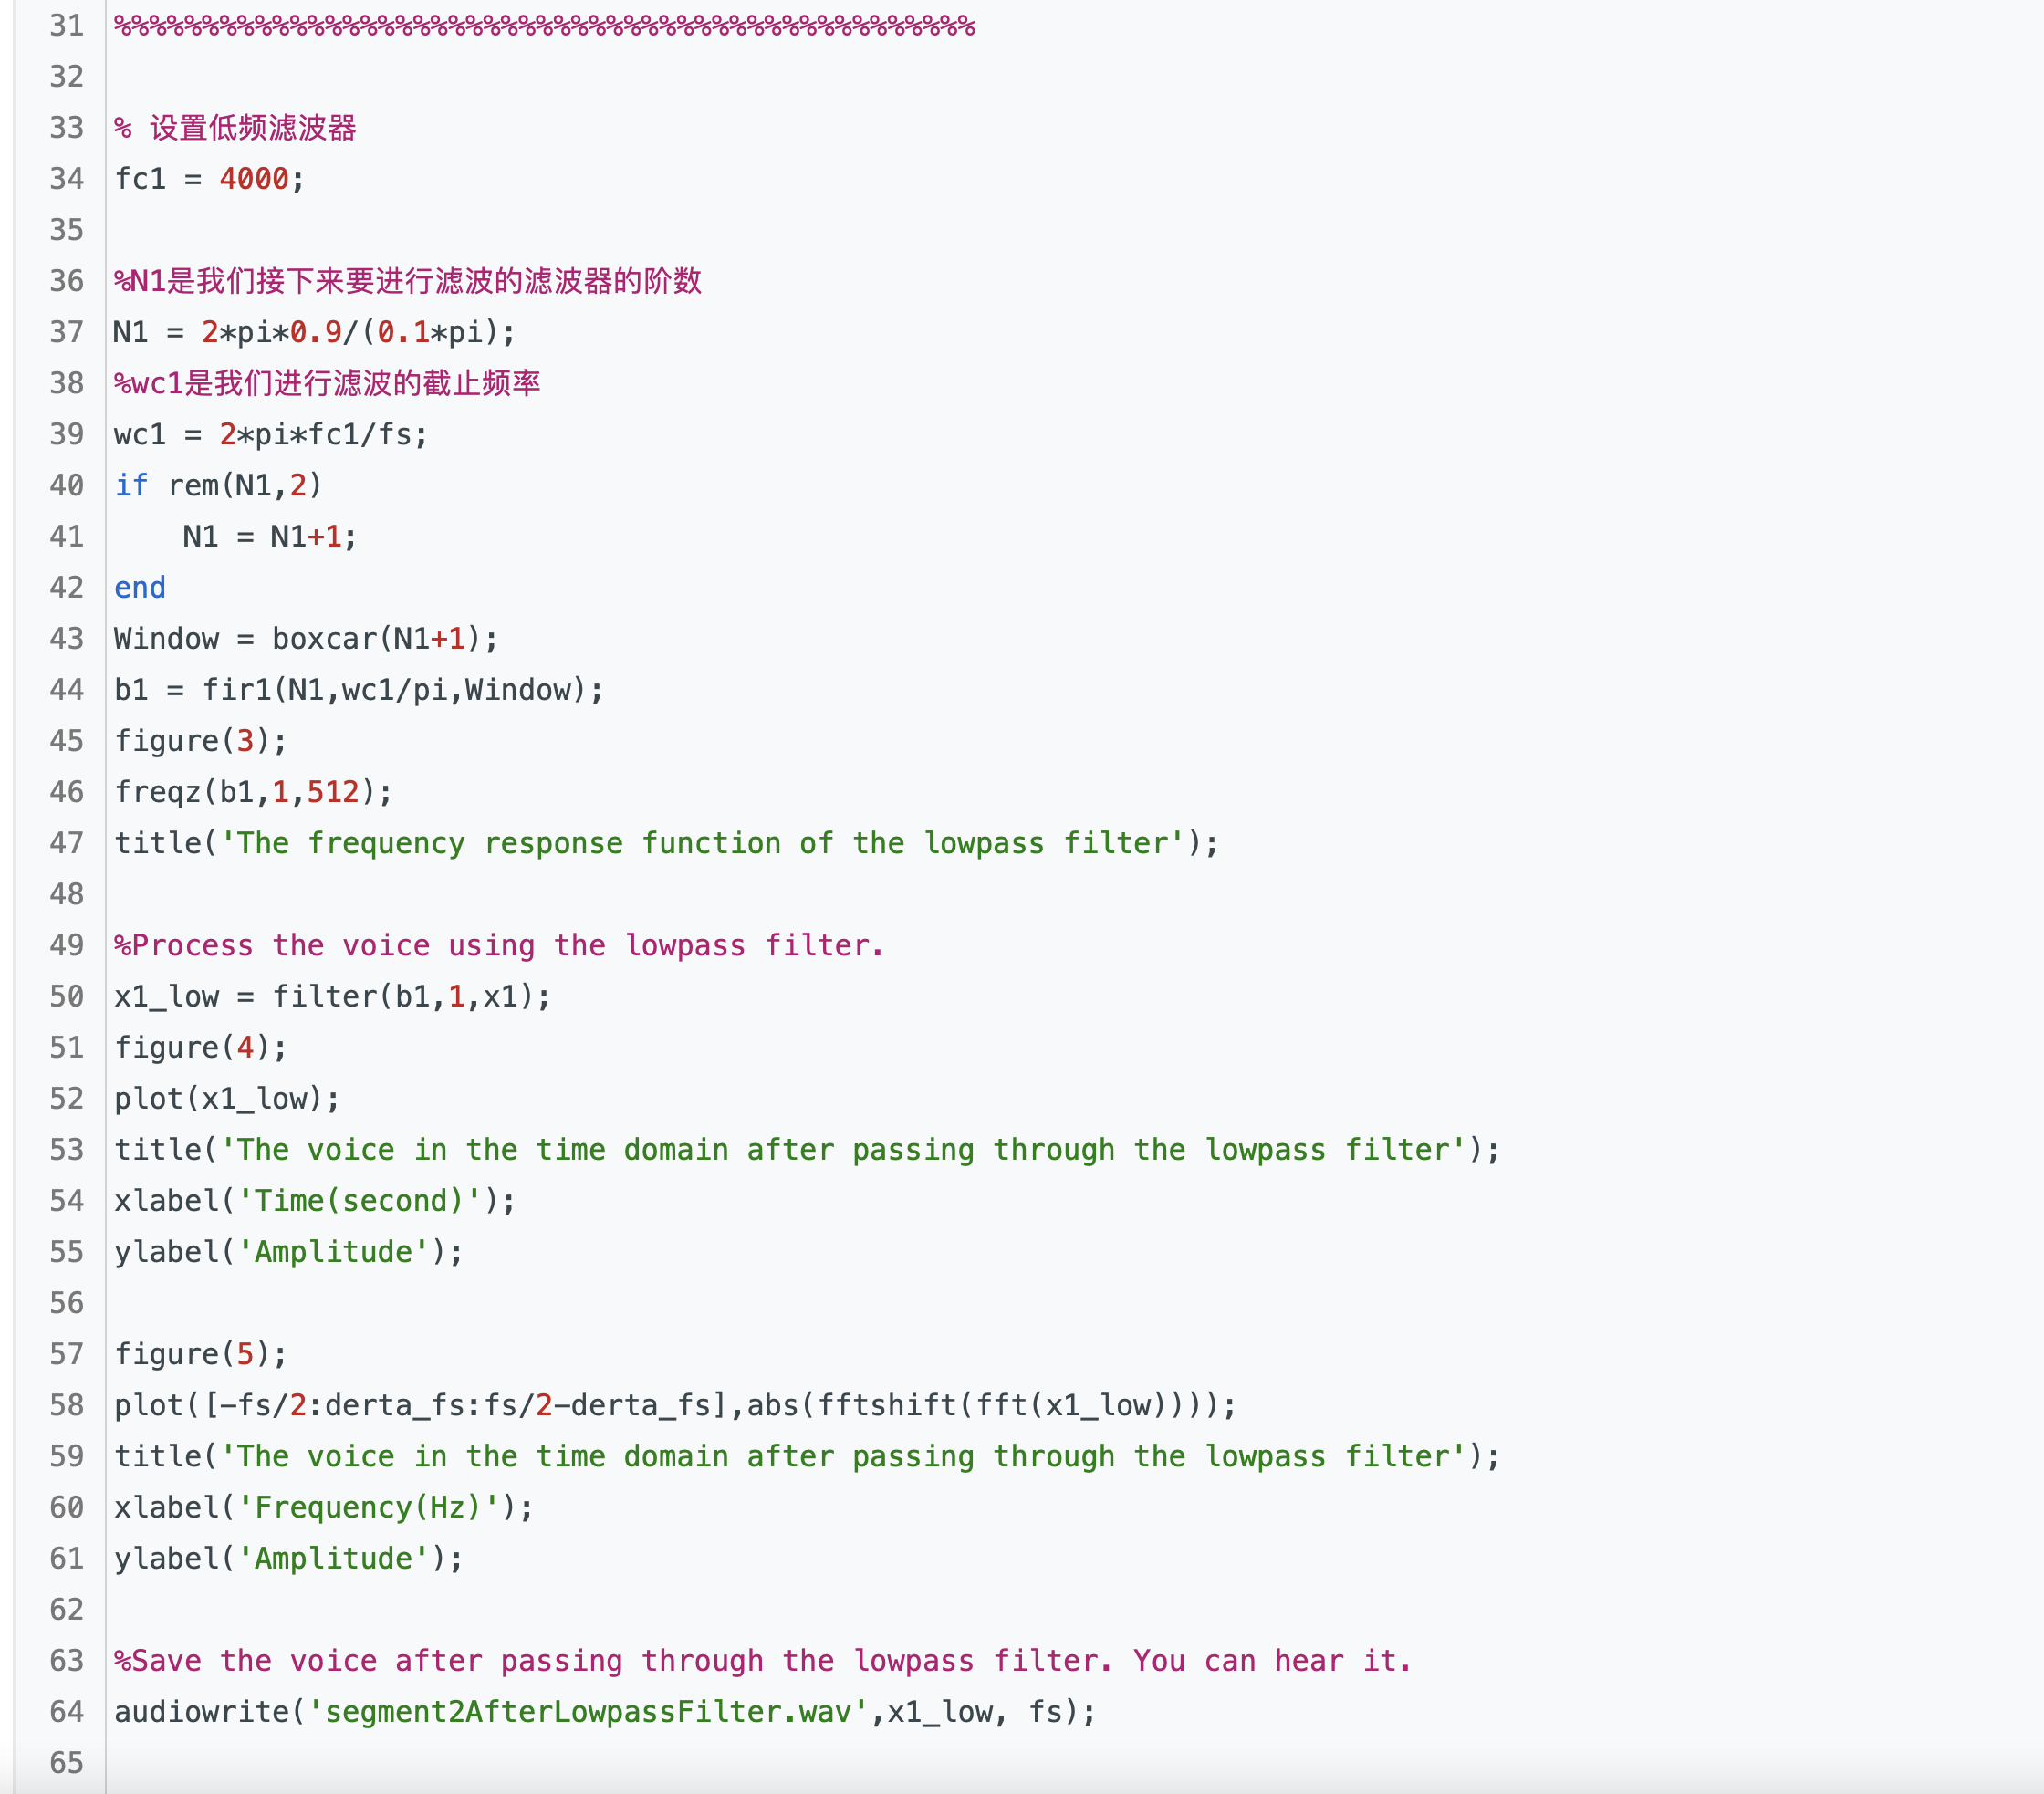 31 %%%%%%%%%%%%%%%%%%%%%%%%%%%%%%%%%%%%%%%%%%%%%%%%%
32
33 % 设置低频滤波器
34 fc1 = 4000;
35
36 %N1是我们接下来要进行滤波的滤波器的阶数
37 N1 = 2*pi*0.9/(0.1*pi);
38 %wc1是我们进行滤波的截止频率
39 wc1 = 2*pi*fc1/fs;
40 if rem(N1,2)
41     N1 = N1+1;
42 end
43 Window = boxcar(N1+1);
44 b1 = fir1(N1,wc1/pi,Window);
45 figure(3);
46 freqz(b1,1,512);
47 title('The frequency response function of the lowpass filter');
48
49 %Process the voice using the lowpass filter.
50 x1_low = filter(b1,1,x1);
51 figure(4);
52 plot(x1_low);
53 title('The voice in the time domain after passing through the lowpass filter');
54 xlabel('Time(second)');
55 ylabel('Amplitude');
56
57 figure(5);
58 plot([-fs/2:derta_fs:fs/2-derta_fs],abs(fftshift(fft(x1_low))));
59 title('The voice in the time domain after passing through the lowpass filter');
60 xlabel('Frequency(Hz)');
61 ylabel('Amplitude');
62
63 %Save the voice after passing through the lowpass filter. You can hear it.
64 audiowrite('segment2AfterLowpassFilter.wav',x1_low, fs);
65